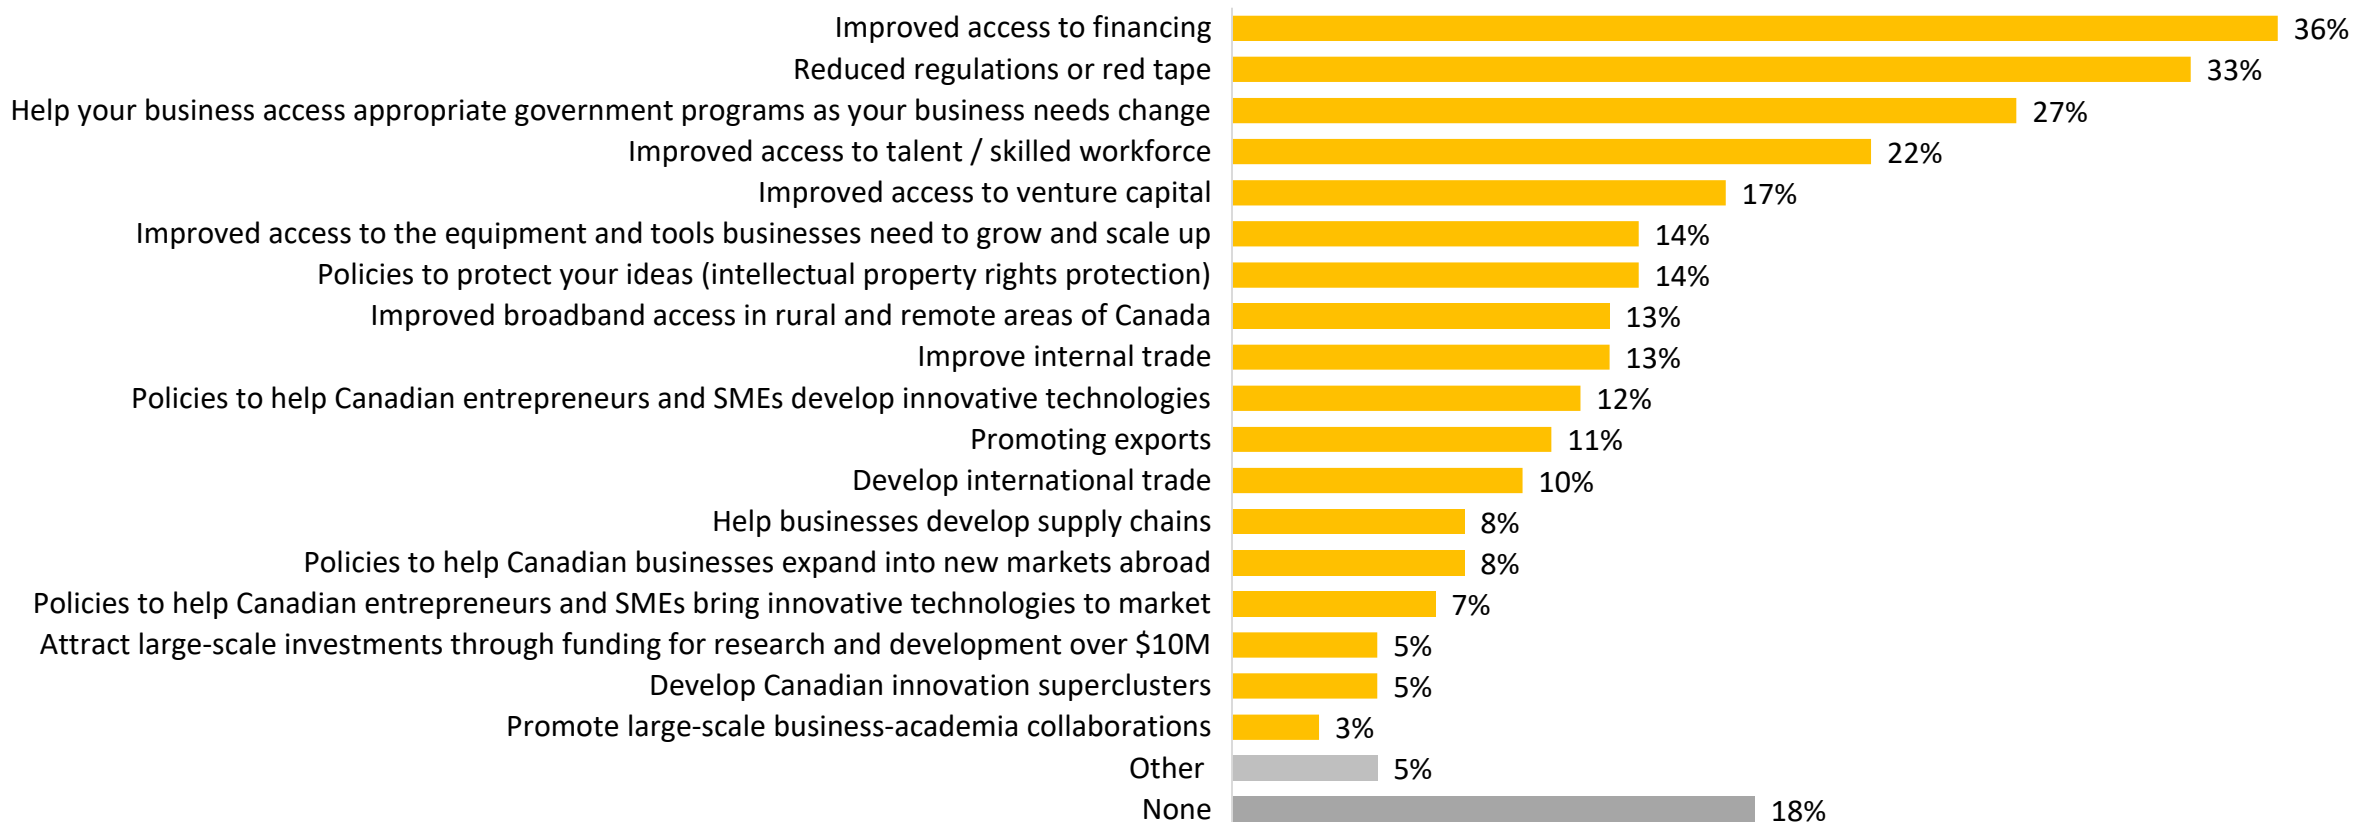 Improved access to financing 36%
Reduced regulations or red tape 33%
Help your business access appropriate government programs as your business needs change 27%
Improved access to talent / skilled workforce 22%
Improved access to venture capital 17%
Improved access to the equipment and tools businesses need to grow and scale up 14%
Policies to protect your ideas (intellectual property rights protection) 14%
Improved broadband access in rural and remote areas of Canada 13%
Improve internal trade 13%
Policies to help Canadian entrepreneurs and SMEs develop innovative technologies 12%
Promoting exports 11%
Develop international trade 10%
Help businesses develop supply chains 8%
Policies to help Canadian businesses expand into new markets abroad 8%
Policies to help Canadian entrepreneurs and SMEs bring innovative technologies to market 7%
Attract large-scale investments through funding for research and development over $10M 5%
Develop Canadian innovation superclusters 5%
Promote large-scale business-academia collaborations 3%
Other 5%
None 18%